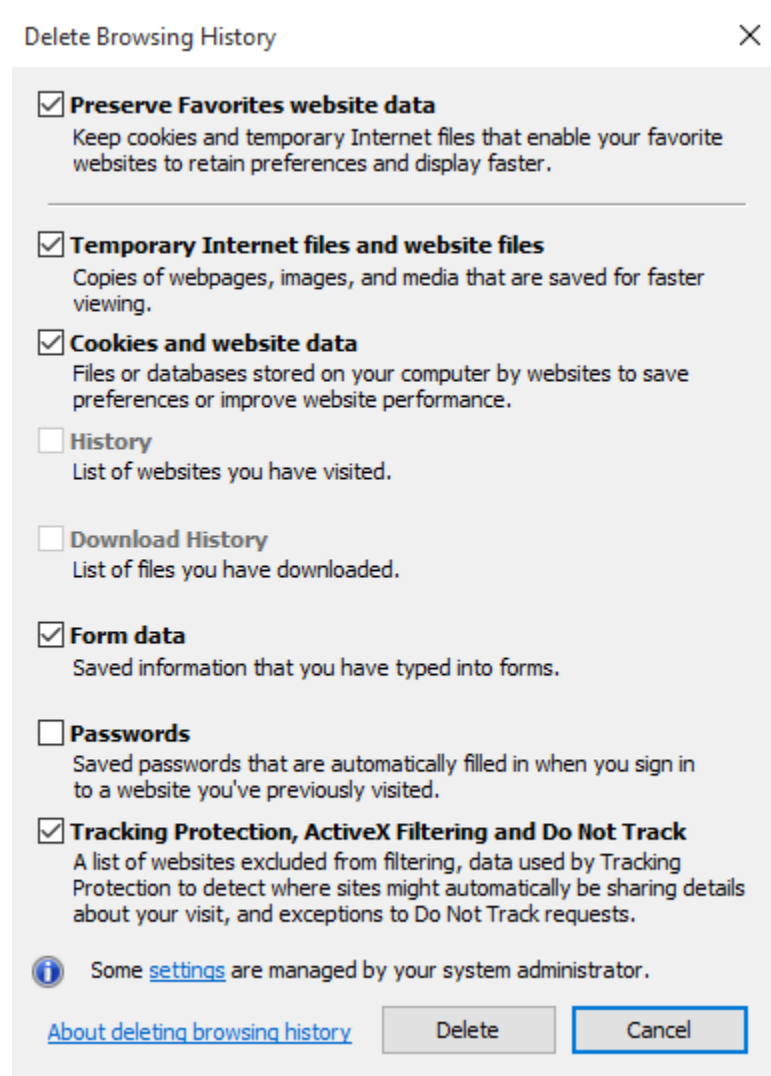 Delete Browsing History
Preserve Favorites website data
Keep cookies and temporary Internet files that enable your favorite
websites to retain preferences and display faster.
Temporary Internet files and website files
Copies of webpages, images, and media that are saved for faster
viewing.
Cookies and website data
Files or databases stored on your computer by websites to save
preferences or improve website performance.
History
List of websites you have visited.
Download History
List of files you have downloaded.
Form data
Saved information that you have typed into forms.
Passwords
Saved passwords that are automatically filled in when you sign in
to a website you've previously visited.
Tracking Protection, ActiveX Filtering and Do Not Track
A list of websites excluded from filtering, data used by Tracking
Protection to detect where sites might automatically be sharing details
about your visit, and exceptions to Do Not Track requests.
Some settings are managed by your system administrator.
About deleting browsing history Delete Cancel